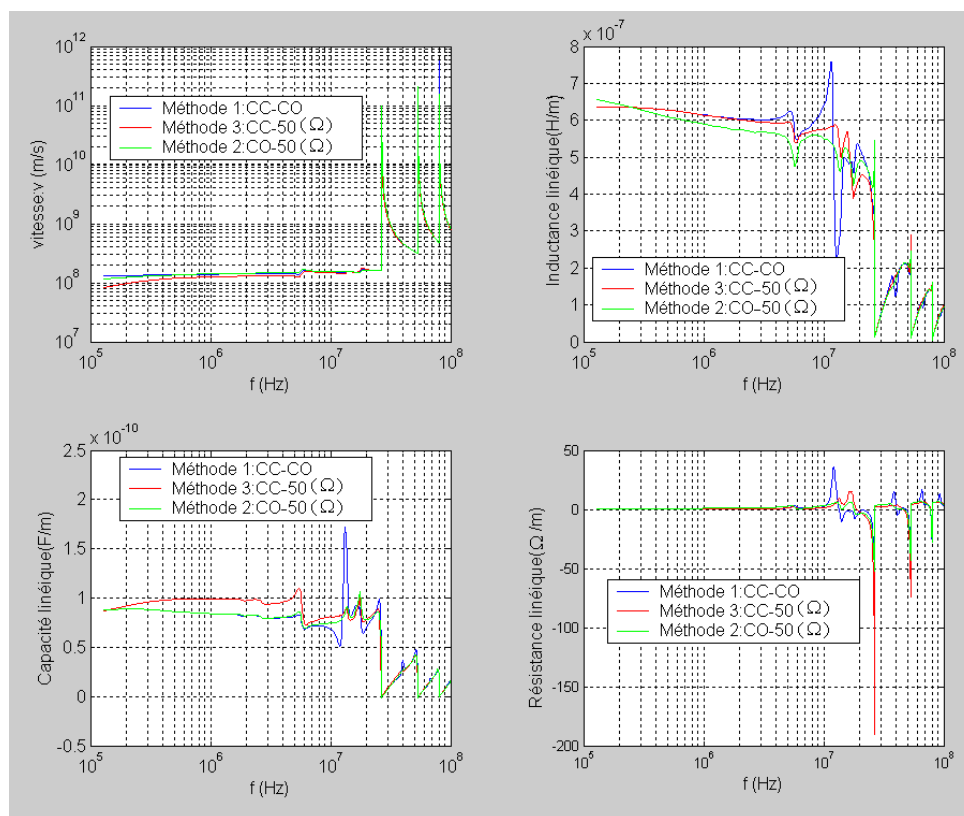 10^12
10^11
10^10
10^9
10^8
10^7
vitesse:v (m/s)
Méthode 1:CC-CO
Méthode 3:CC-50(Ω)
Méthode 2:CO-50(Ω)
10^5 10^6 10^7 10^8
f (Hz)
x 10^-7
8
7
6
5
4
3
2
1
0
Inductance linéique(H/m)
Méthode 1:CC-CO
Méthode 3:CC-50(Ω)
Méthode 2:CO-50(Ω)
10^5 10^6 10^7 10^8
f (Hz)
x 10^-10
2.5
2
1.5
1
0.5
0
-0.5
Capacité linéique(F/m)
Méthode 1:CC-CO
Méthode 3:CC-50(Ω)
Méthode 2:CO-50(Ω)
10^5 10^6 10^7 10^8
f (Hz)
50
0
-50
-100
-150
-200
Résistance linéique(Ω/m)
Méthode 1:CC-CO
Méthode 3:CC-50(Ω)
Méthode 2:CO-50(Ω)
10^5 10^6 10^7 10^8
f (Hz)